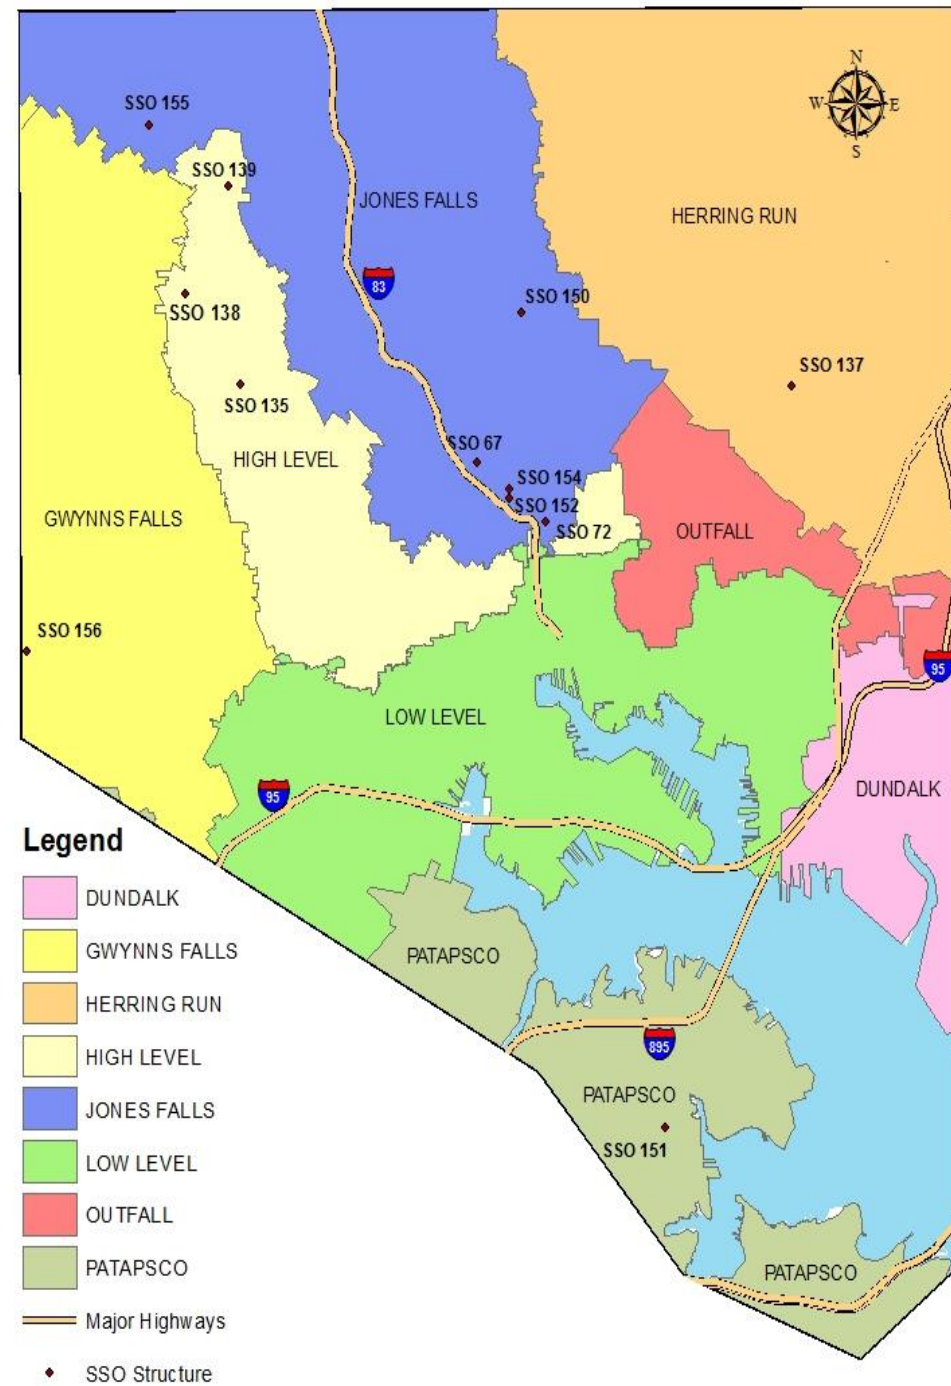 N
W
E
S
SSO 155
SSO 139
JONES FALLS
HERRING RUN
83
SSO 150
SSO 138
SSO 137
SSO 135
SSO 67
HIGH LEVEL
SSO 154
SSO 152
GWYNNS FALLS
SSO 72
OUTFALL
SSO 156
95
LOW LEVEL
95
DUNDALK
PATAPSCO
895
PATAPSCO
SSO 151
PATAPSCO
Legend
DUNDALK
GWYNNS FALLS
HERRING RUN
HIGH LEVEL
JONES FALLS
LOW LEVEL
OUTFALL
PATAPSCO
Major Highways
SSO Structure